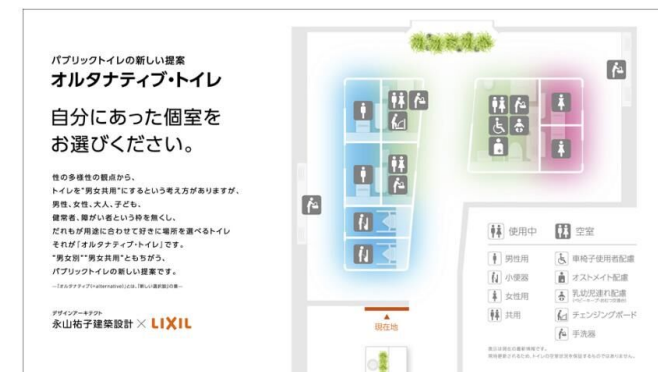 パブリックトイレの新しい提案
オルタナティブ・トイレ
自分にあった個室を
お選びください。
性の多様性の観点から、
トイレを"男女共用"にするという考え方がありますが、
男性、女性、大人、子ども、
健常者、障がい者という枠を無くし、
だれもが用途に合わせて好きに場所を選べるトイレ
それが「オルタナティブ・トイレ」です。
"男女別""男女共用"ともちがう、
パブリックトイレの新しい提案です。
デザインアーキテクト
永山祐子建築設計 × LIXIL
現在地
使用中
空室
男性用
車椅子使用者配慮
小便器
オストメイト配慮
女性用
乳幼児連れ配慮
共用
チェンジングボード
手洗器